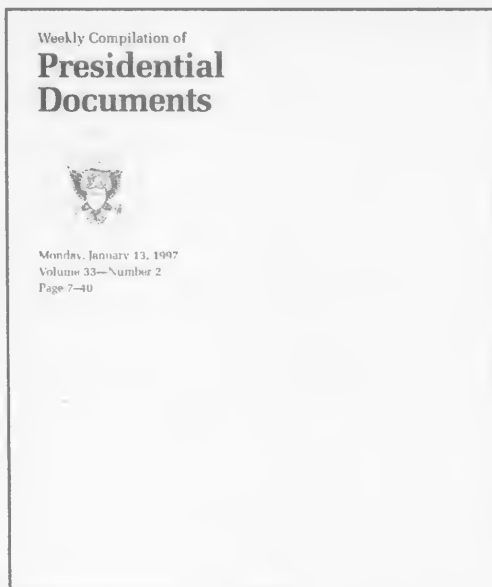 Weekly Compilation of
Presidential
Documents
Monday, January 13, 1997
Volume 33—Number 2
Page 7–40